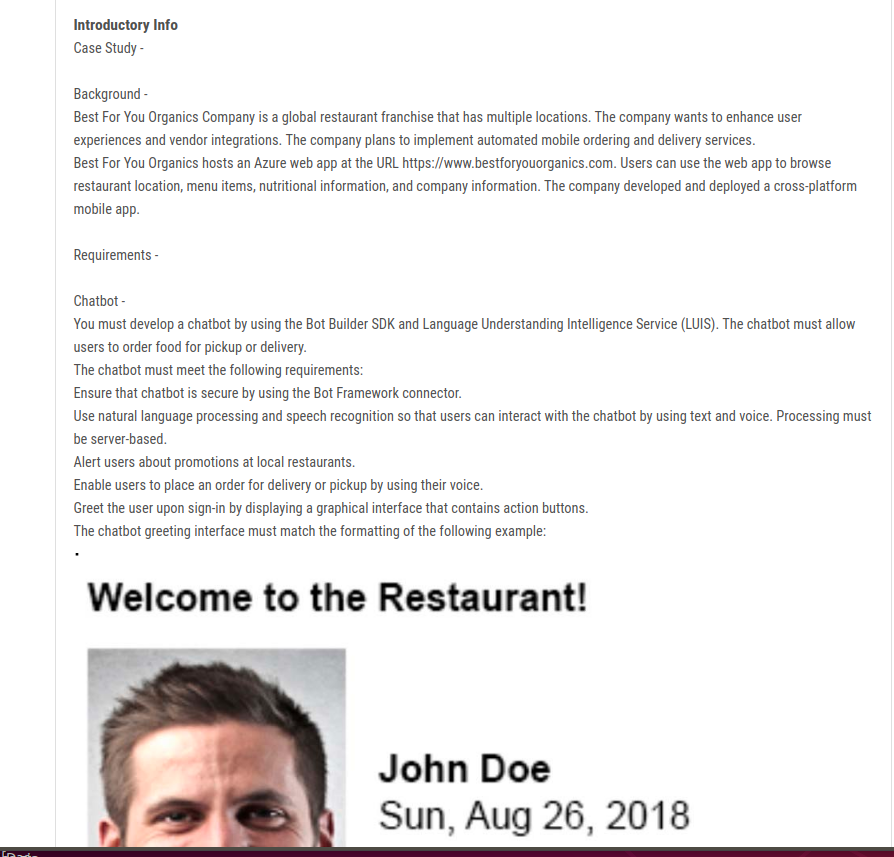 Introductory Info
Case Study -
Background -
Best For You Organics Company is a global restaurant franchise that has multiple locations. The company wants to enhance user
experiences and vendor integrations. The company plans to implement automated mobile ordering and delivery services.
Best For You Organics hosts an Azure web app at the URL https://www.bestforyouorganics.com. Users can use the web app to browse
restaurant location, menu items, nutritional information, and company information. The company developed and deployed a cross-platform
mobile app.
Requirements -
Chatbot -
You must develop a chatbot by using the Bot Builder SDK and Language Understanding Intelligence Service (LUIS). The chatbot must allow
users to order food for pickup or delivery.
The chatbot must meet the following requirements:
Ensure that chatbot is secure by using the Bot Framework connector.
Use natural language processing and speech recognition so that users can interact with the chatbot by using text and voice. Processing must
be server-based.
Alert users about promotions at local restaurants.
Enable users to place an order for delivery or pickup by using their voice.
Greet the user upon sign-in by displaying a graphical interface that contains action buttons.
The chatbot greeting interface must match the formatting of the following example:
Welcome to the Restaurant!
John Doe
Sun, Aug 26, 2018